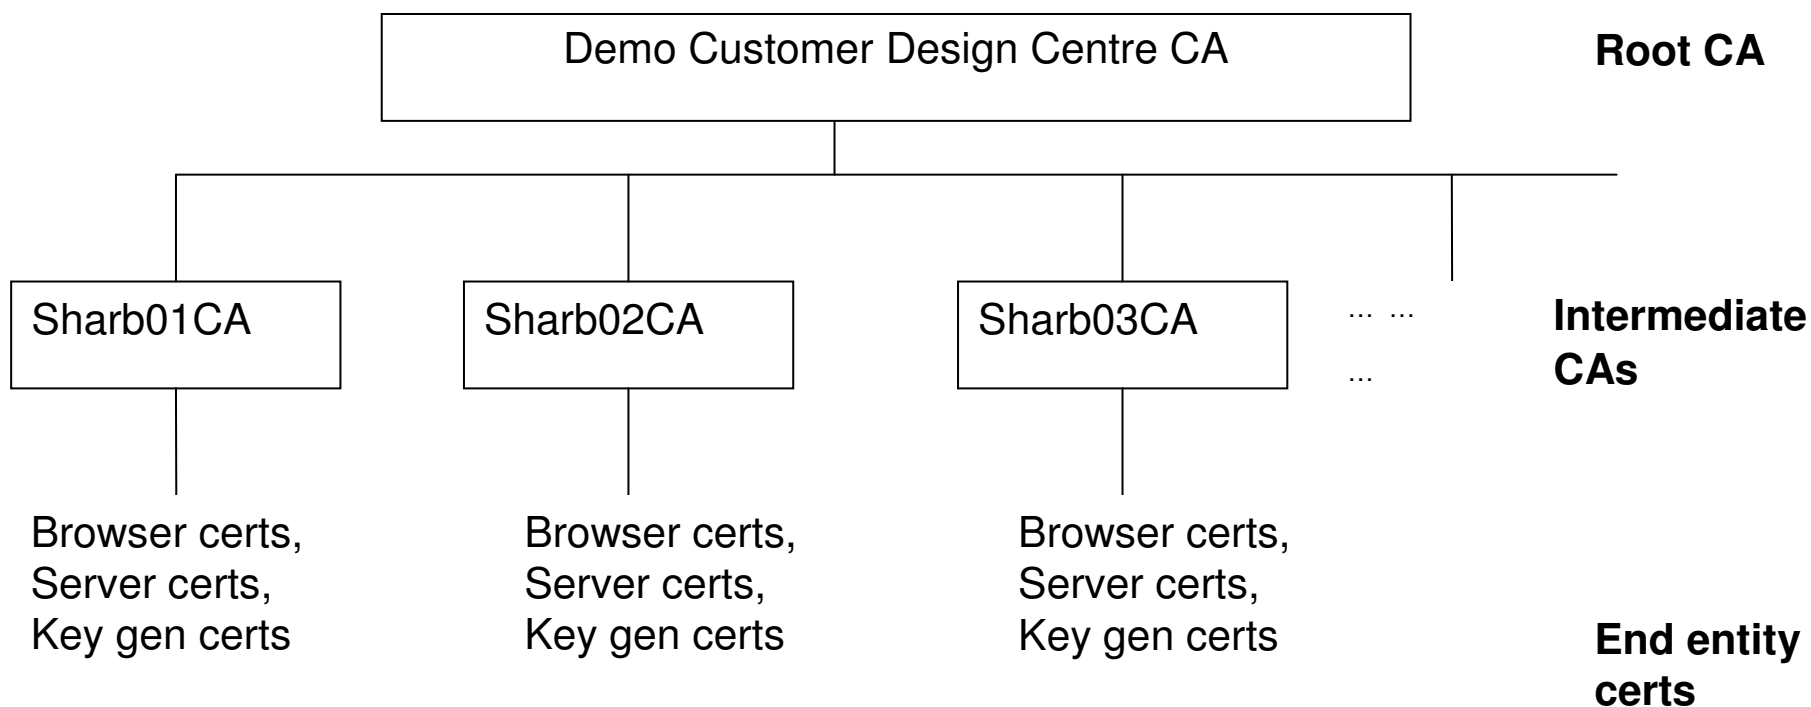 Demo Customer Design Centre CA
Root CA
Sharb01CA
Sharb02CA
Sharb03CA
... ...
...
Intermediate
CAs
Browser certs,
Server certs,
Key gen certs
Browser certs,
Server certs,
Key gen certs
Browser certs,
Server certs,
Key gen certs
End entity
certs